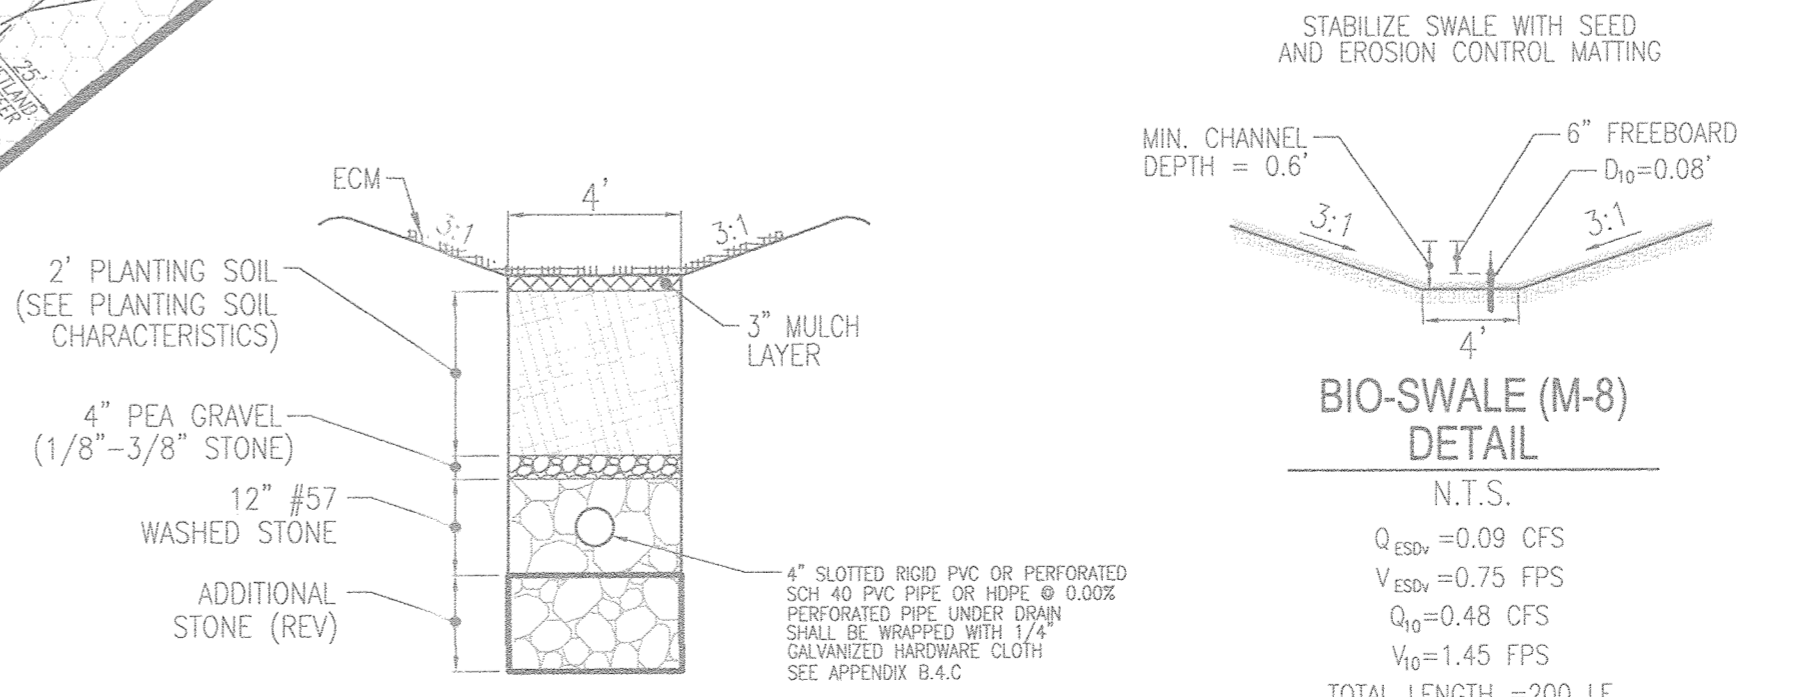 25'
STABILIZE SWALE WITH SEED
AND EROSION CONTROL MATTING
ECM
4'
3:1
3:1
2' PLANTING SOIL
(SEE PLANTING SOIL
CHARACTERISTICS)
3" MULCH
LAYER
4" PEA GRAVEL
(1/8"-3/8" STONE)
12" #57
WASHED STONE
ADDITIONAL
STONE (REV)
4" SLOTTED RIGID PVC OR PERFORATED
SCH 40 PVC PIPE OR HDPE @ 0.00%
PERFORATED PIPE UNDER DRAIN
SHALL BE WRAPPED WITH 1/4"
GALVANIZED HARDWARE CLOTH
SEE APPENDIX B.4.C
MIN. CHANNEL
DEPTH = 0.6'
6" FREEBOARD
D10=0.08'
3:1
3:1
4'
BIO-SWALE (M-8)
DETAIL
N.T.S.
QESDv =0.09 CFS
VESDv =0.75 FPS
Q10=0.48 CFS
V10=1.45 FPS
TOTAL LENGTH =200 LF